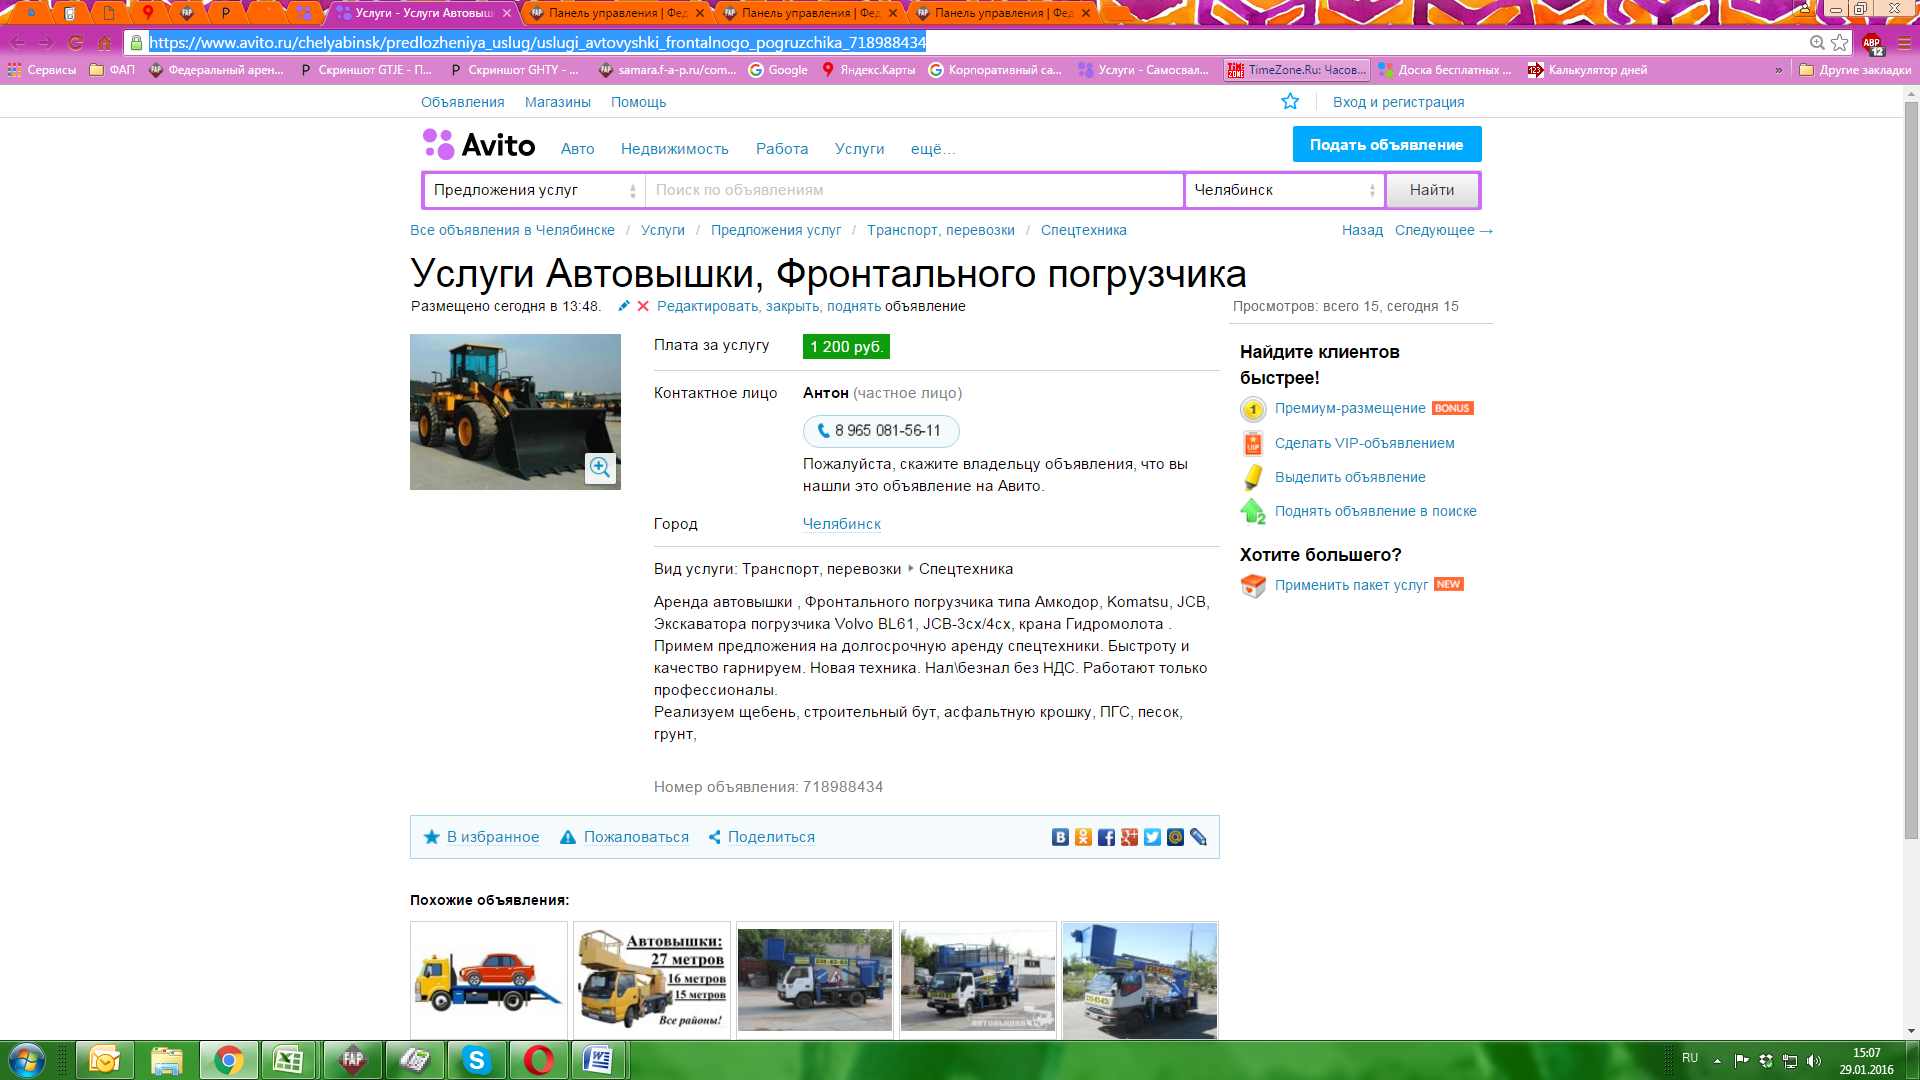 Услуги - Услуги Автовыш
Панель управления | Фед
Панель управления | Фед
Панель управления | Фед
https://www.avito.ru/chelyabinsk/predlozheniya_uslug/uslugi_avtovyshki_frontalnogo_pogruzchika_718988434
ABP
12
Сервисы
ФАП
Федеральный арен...
Скриншот GTJE - П...
Скриншот GHTY - ...
samara.f-a-p.ru/com...
Google
Яндекс.Карты
Корпоративный са...
Услуги - Самосвал...
TimeZone.Ru: Часов...
Доска бесплатных ...
Калькулятор дней
»
Другие закладки
Объявления Магазины Помощь
Вход и регистрация
Avito
Авто Недвижимость Работа Услуги ещё...
Подать объявление
Предложения услуг
Поиск по объявлениям
Челябинск
Найти
Все объявления в Челябинске / Услуги / Предложения услуг / Транспорт, перевозки / Спецтехника
Назад Следующее →
Услуги Автовышки, Фронтального погрузчика
Размещено сегодня в 13:48. Редактировать, закрыть, поднять объявление
Просмотров: всего 15, сегодня 15
Плата за услугу 1 200 руб.
Контактное лицо Антон (частное лицо)
8 965 081-56-11
Пожалуйста, скажите владельцу объявления, что вы
нашли это объявление на Авито.
Город Челябинск
Вид услуги: Транспорт, перевозки ▸ Спецтехника
Аренда автовышки , Фронтального погрузчика типа Амкодор, Komatsu, JCB,
Экскаватора погрузчика Volvo BL61, JCB-3cx/4cx, крана Гидромолота .
Примем предложения на долгосрочную аренду спецтехники. Быстроту и
качество гарнируем. Новая техника. Нал\безнал без НДС. Работают только
профессионалы.
Реализуем щебень, строительный бут, асфальтную крошку, ПГС, песок,
грунт,
Номер объявления: 718988434
Найдите клиентов
быстрее!
Премиум-размещение BONUS
Сделать VIP-объявлением
Выделить объявление
Поднять объявление в поиске
Хотите большего?
Применить пакет услуг NEW
В избранное Пожаловаться Поделиться
Похожие объявления:
Автовышки:
27 метров
16 метров
15 метров
Все районы!
RU
15:07
29.01.2016